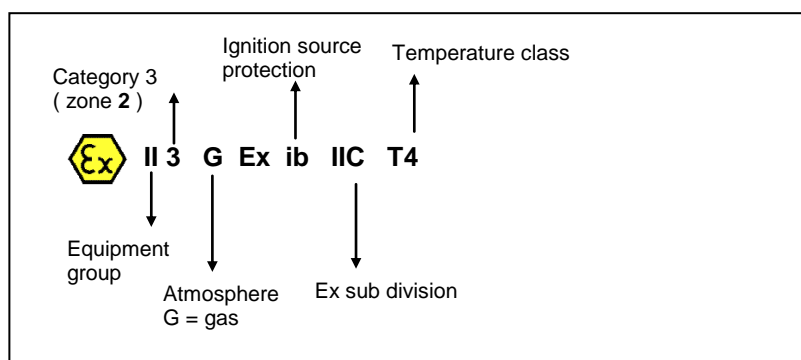 Ignition source
protection
Temperature class
Category 3
( zone 2 )
Ex II 3 G Ex ib IIC T4
Equipment
group
Atmosphere
G = gas
Ex sub division